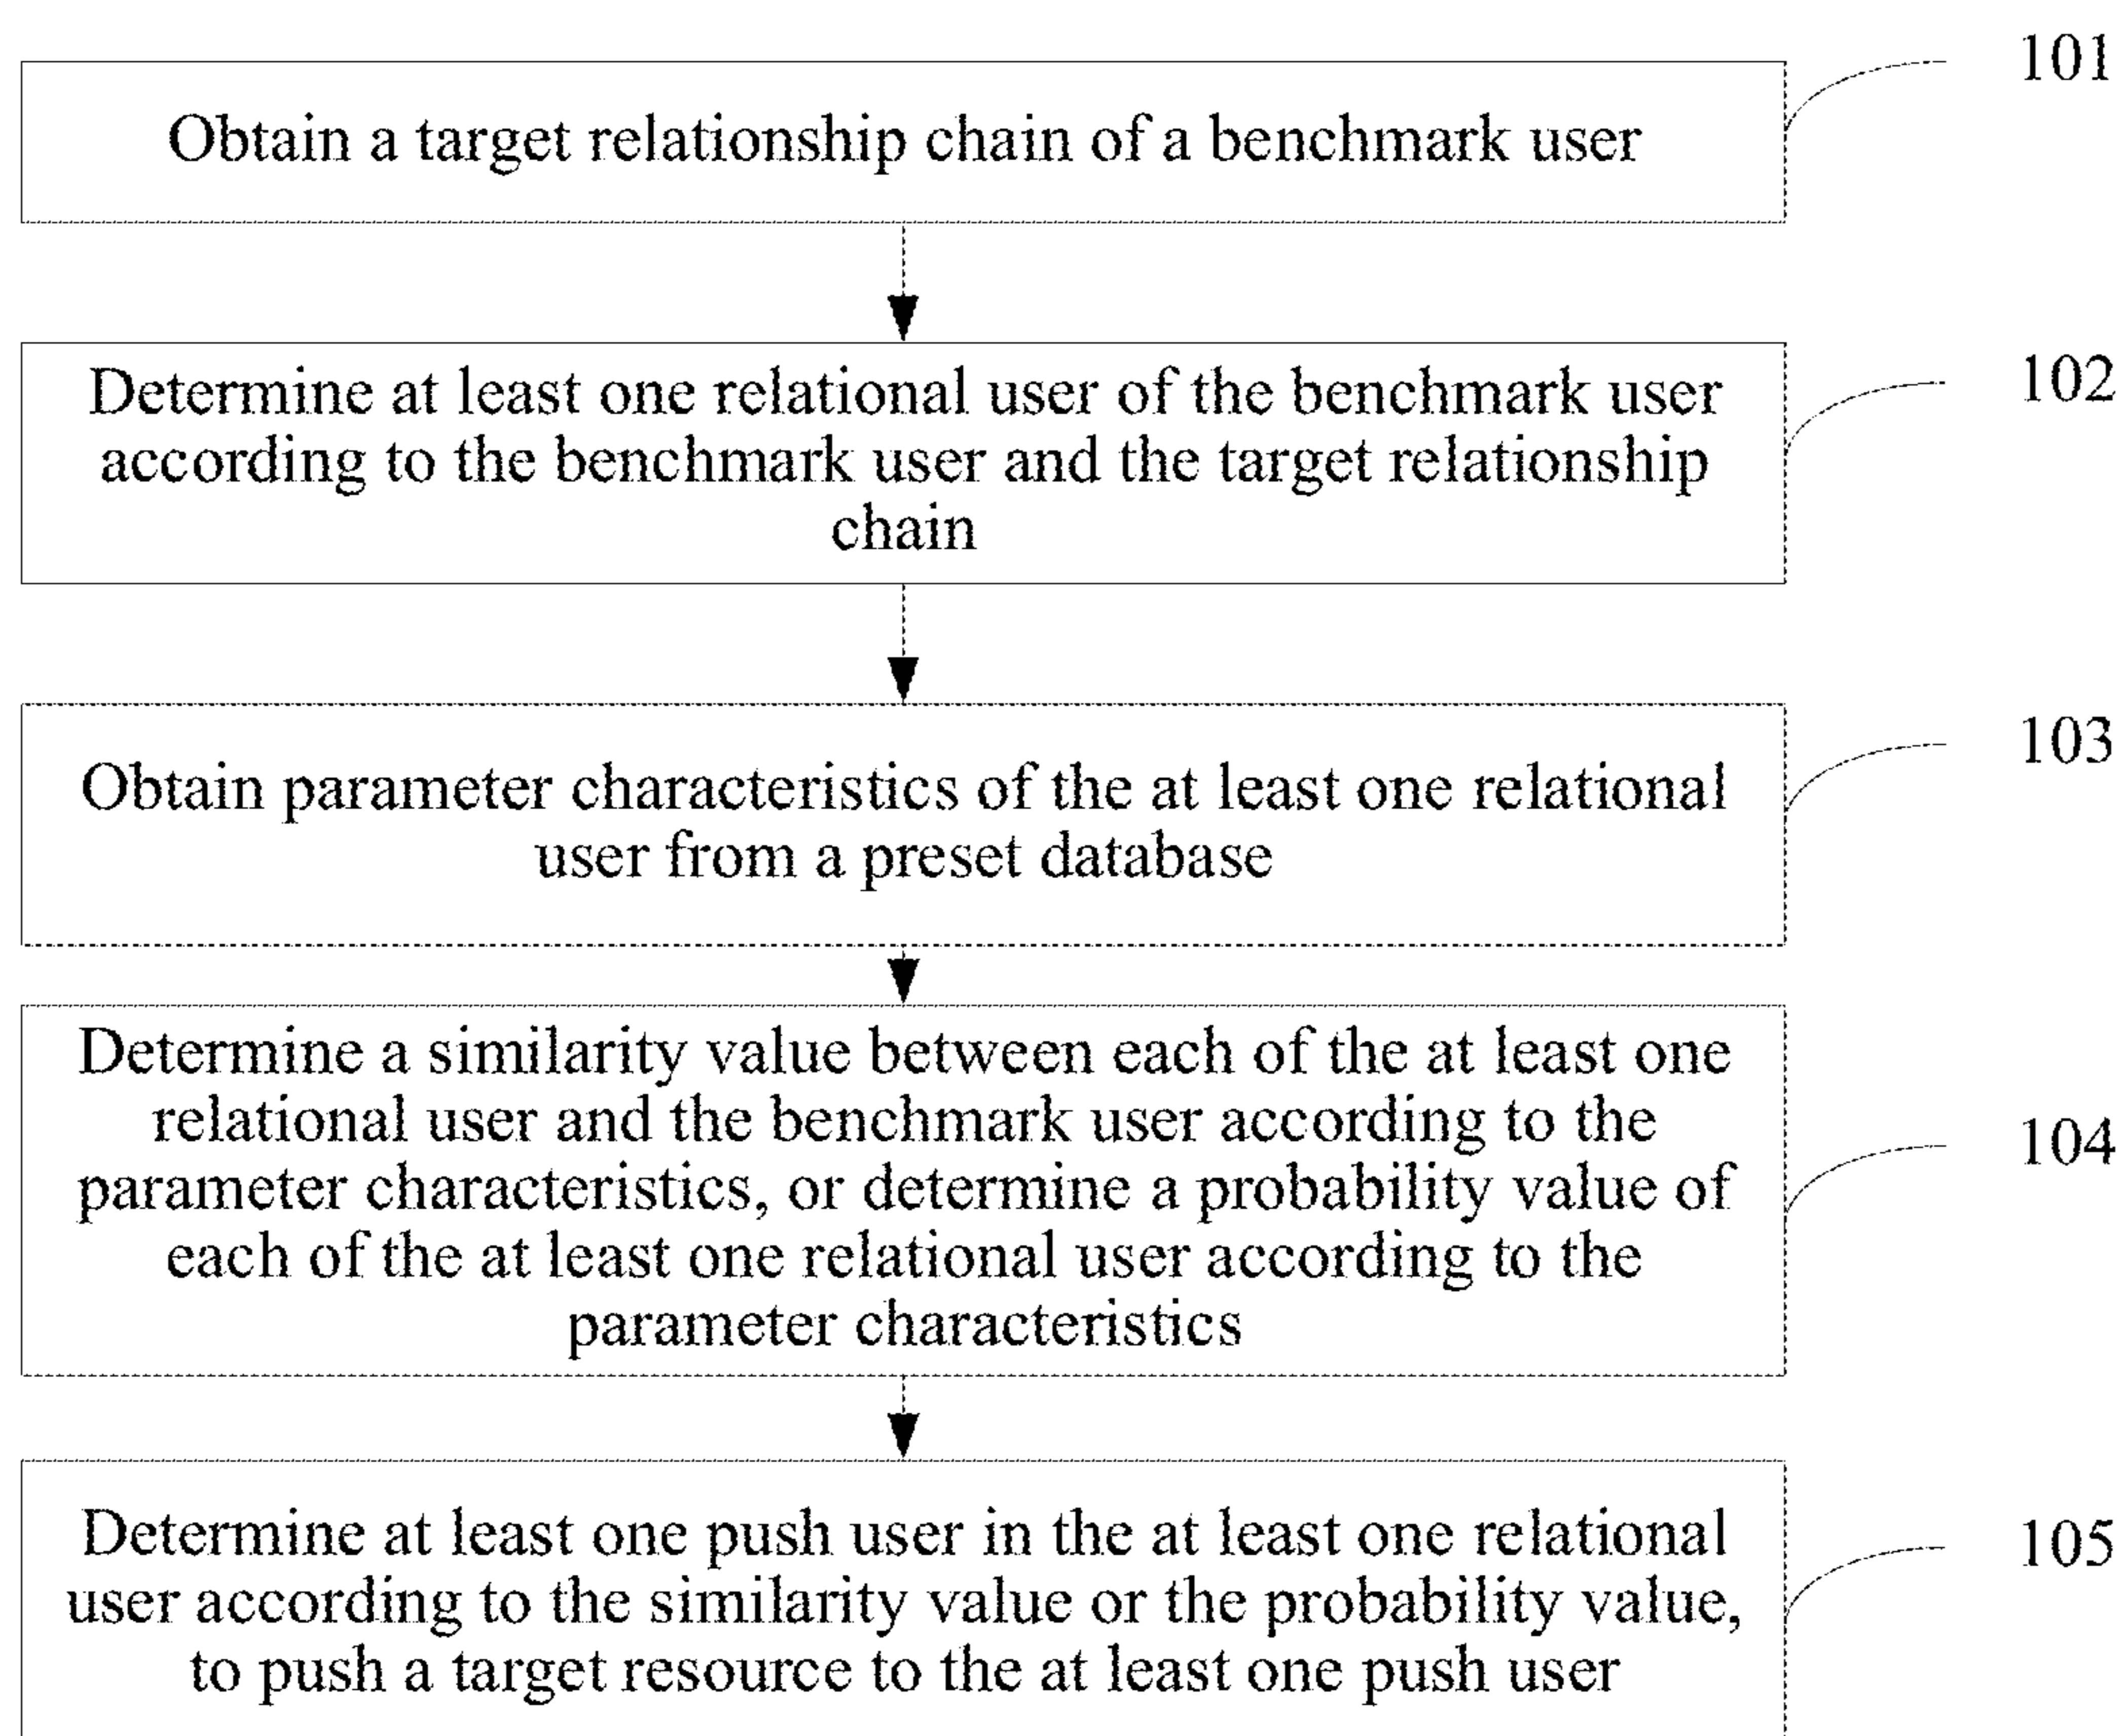 101
Obtain a target relationship chain of a benchmark user
102
Determine at least one relational user of the benchmark user
according to the benchmark user and the target relationship
chain
103
Obtain parameter characteristics of the at least one relational
user from a preset database
Determine a similarity value between each of the at least one
relational user and the benchmark user according to the
104
parameter characteristics, or determine a probability value of
each of the at least one relational user according to the
parameter characteristics
105
Determine at least one push user in the at least one relational
user according to the similarity value or the probability value,
to push a target resource to the at least one push user